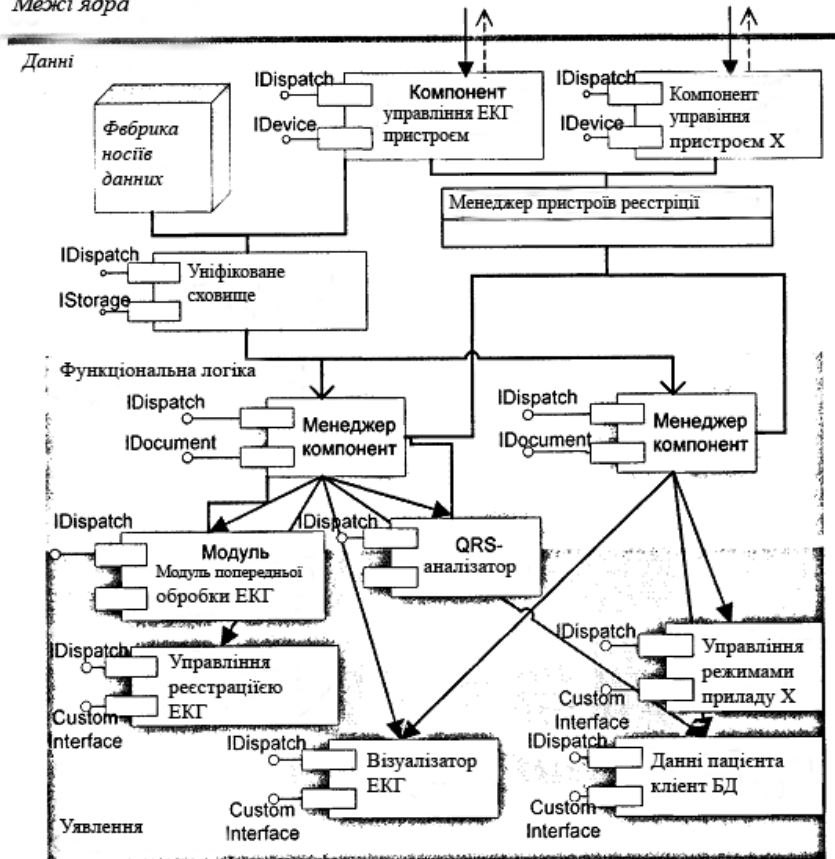 Межі ядра
Данні
IDispatch
IDevice
Компонент
управління ЕКГ
пристроєм
IDispatch
IDevice
Компонент
управіння
пристроєм X
Фвбрика
носіїв
данних
Менеджер пристроїв реєстріції
IDispatch
IStorage
Уніфіковане
сховище
Функціональна логіка
IDispatch
IDocument
Менеджер
компонент
IDispatch
IDocument
Менеджер
компонент
IDispatch
Модуль
Модуль попередньої
обробки ЕКГ
IDispatch
QRS-
аналізатор
IDispatch
Custom
Interface
Управління
реєстраціїєю
ЕКГ
IDispatch
Custom
Interface
Управління
режимами
приладу X
IDispatch
Custom
Interface
Візуалізатор
ЕКГ
IDispatch
Custom
Interface
Данні пацієнта
клієнт БД
Уявлення